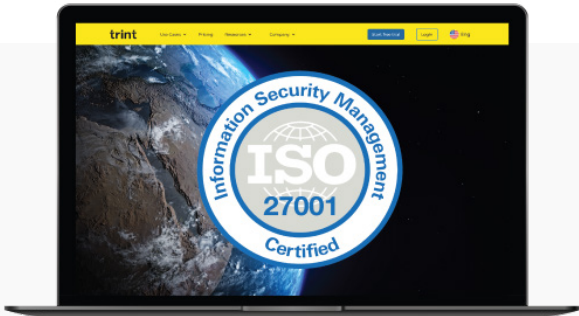 trint
Use Cases
Pricing
Resources
Company
Start Free Trial
Login
Eng
Information Security Management
ISO
27001
Certified